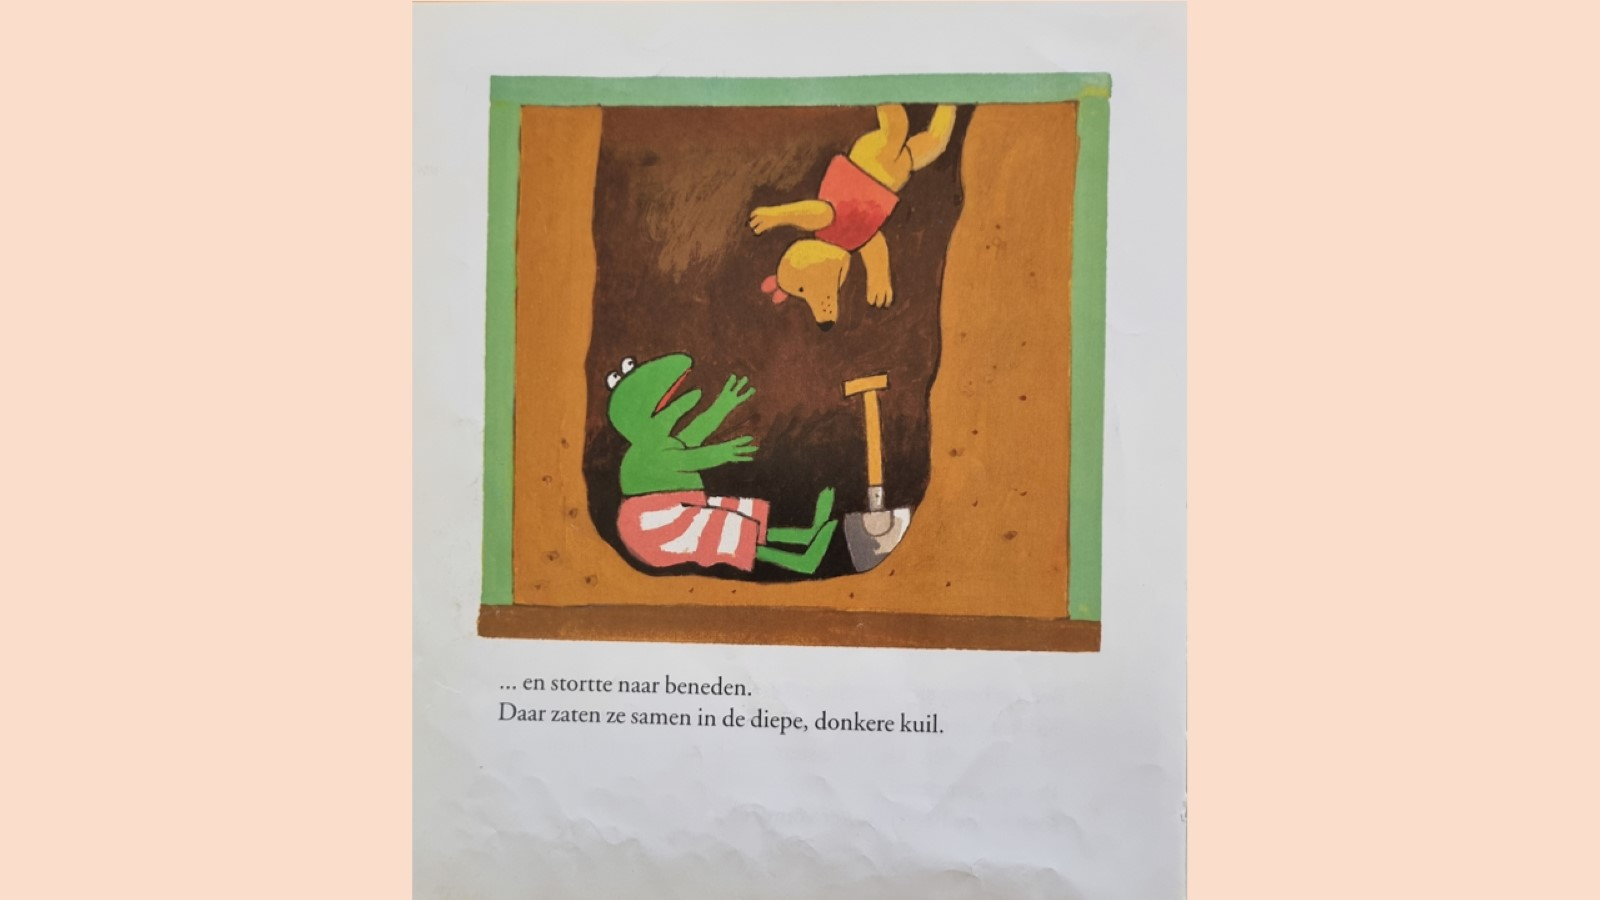 ... en stortte naar beneden.
Daar zaten ze samen in de diepe, donkere kuil.